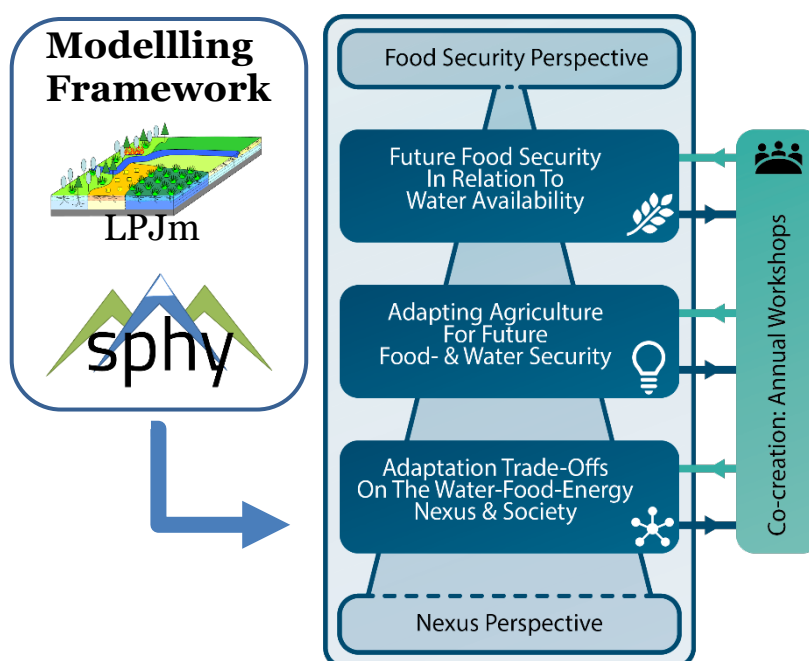 Modellling
Framework
LPJm
sphy
Food Security Perspective
Future Food Security
In Relation To
Water Availability
Adapting Agriculture
For Future
Food- & Water Security
Adaptation Trade-Offs
On The Water-Food-Energy
Nexus & Society
Nexus Perspective
Co-creation: Annual Workshops